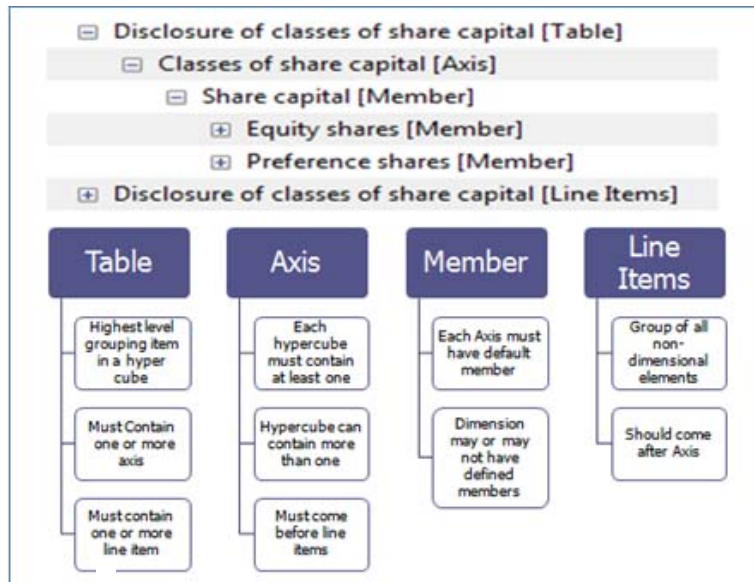 Disclosure of classes of share capital [Table]
Classes of share capital [Axis]
Share capital [Member]
Equity shares [Member]
Preference shares [Member]
Disclosure of classes of share capital [Line Items]
Table
Highest level
grouping item
in a hyper
cube
Must Contain
one or more
axis
Must contain
one or more
line item
Axis
Each
hypercube
must contain
at least one
Hypercube can
contain more
than one
Must come
before line
items
Member
Each Axis must
have default
member
Dimension
may or may
not have
defined
members
Line
Items
Group of all
non-
dimensional
elements
Should come
after Axis